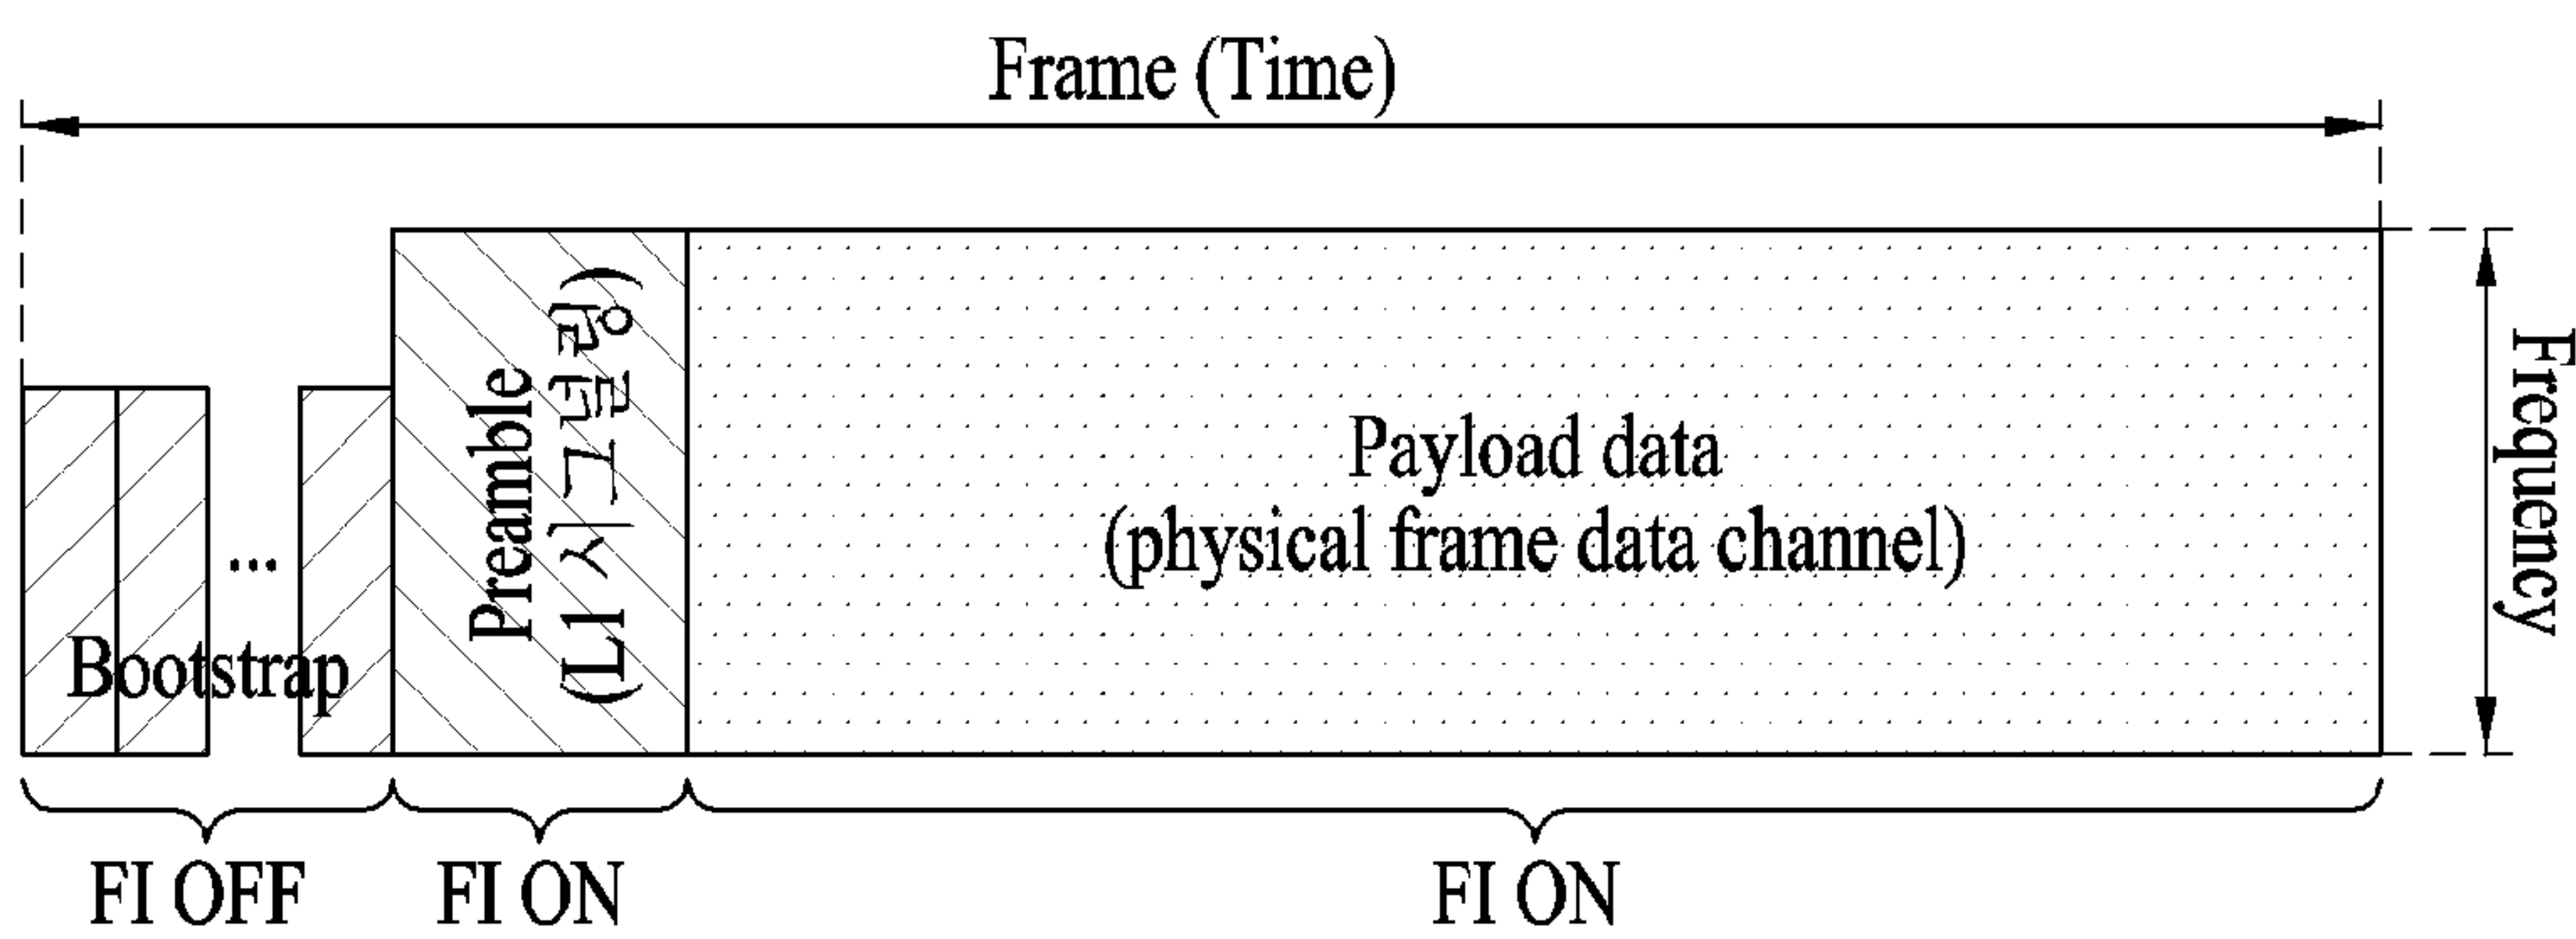 Frame (Time)
Preamble
(L1 시그널링)
Payload data
(physical frame data channel)
Frequency
...
Bootstrap
FI OFF
FI ON
FI ON